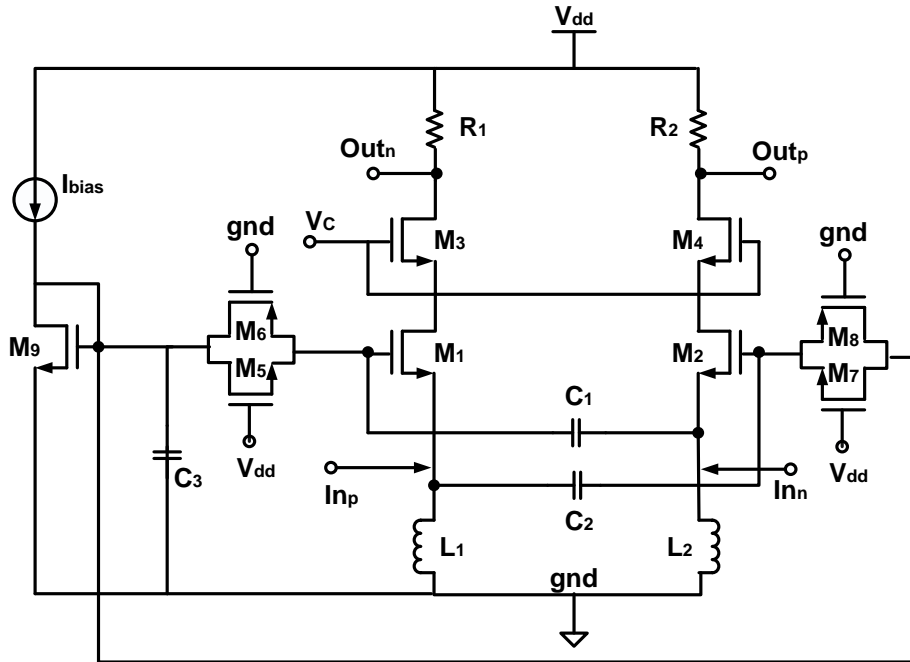 Vdd
R1
R2
Outn
Outp
Ibias
VC
gnd
gnd
M3
M4
M6
M8
M9
M1
M2
M5
M7
C1
Vdd
C3
Inp
Inn
Vdd
C2
L1
L2
gnd